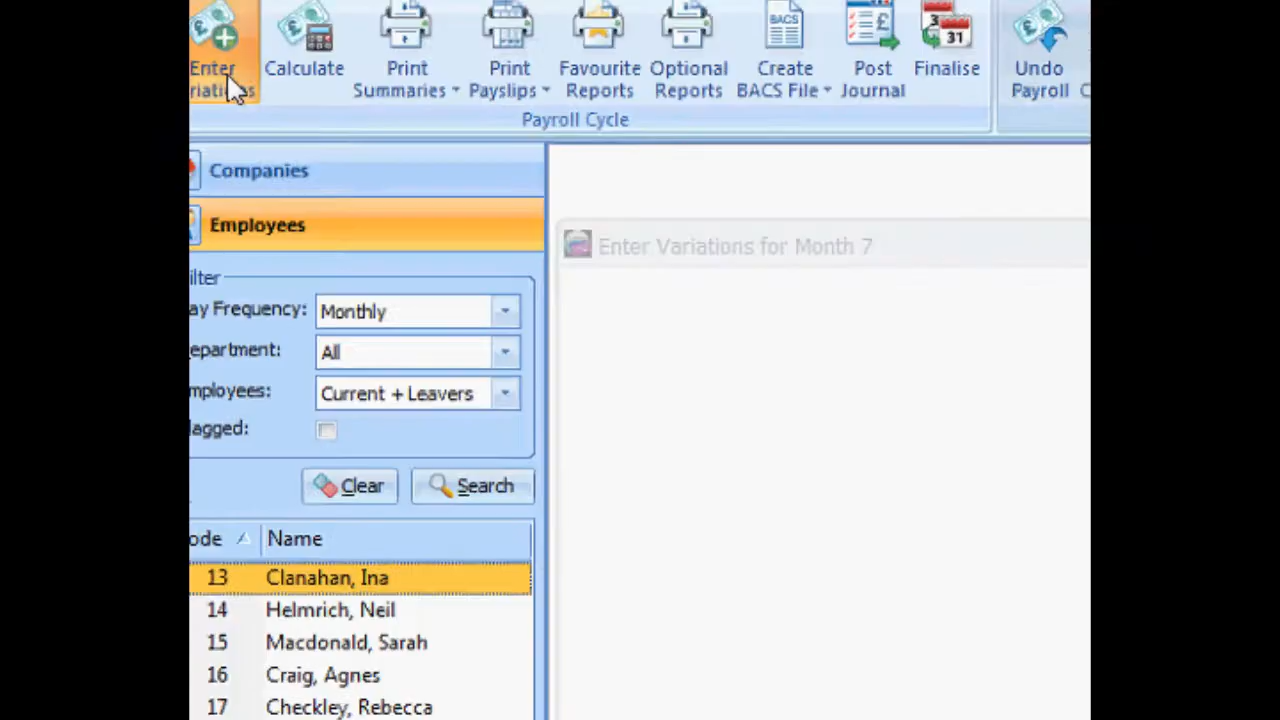 Enter Calculate Print Print Favourite Optional Create Post Finalise Undo
Summaries Payslips Reports Reports BACS File Journal Payroll
BACS £ 31
Payroll Cycle
Companies
Employees
Enter Variations for Month 7
ilter
ay Frequency: Monthly
epartment: All
mployees: Current + Leavers
lagged:
Clear Search
ode Name
13 Clanahan, Ina
14 Helmrich, Neil
15 Macdonald, Sarah
16 Craig, Agnes
17 Checkley, Rebecca